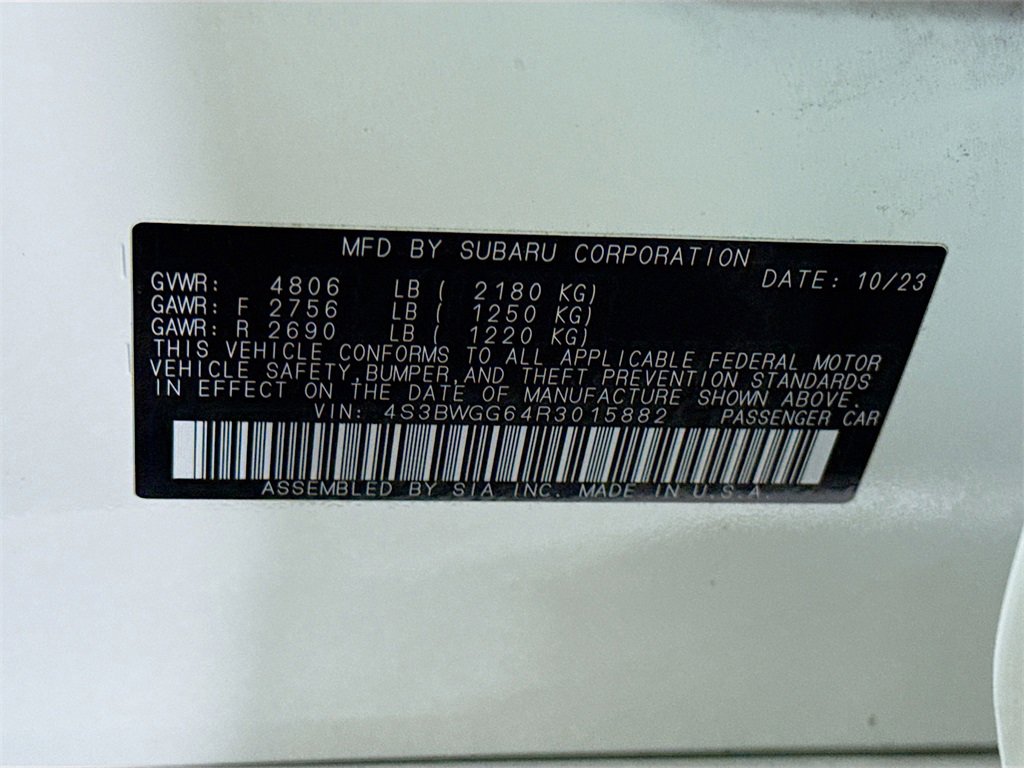 MFD BY SUBARU CORPORATION
DATE: 10/23
GVWR: 4806 LB ( 2180 KG)
GAWR: F 2756 LB ( 1250 KG)
GAWR: R 2690 LB ( 1220 KG)
THIS VEHICLE CONFORMS TO ALL APPLICABLE FEDERAL MOTOR
VEHICLE SAFETY, BUMPER, AND THEFT PREVENTION STANDARDS
IN EFFECT ON THE DATE OF MANUFACTURE SHOWN ABOVE.
VIN: 4S3BWGG64R3015882 PASSENGER CAR
ASSEMBLED BY SIA INC. MADE IN U.S.A